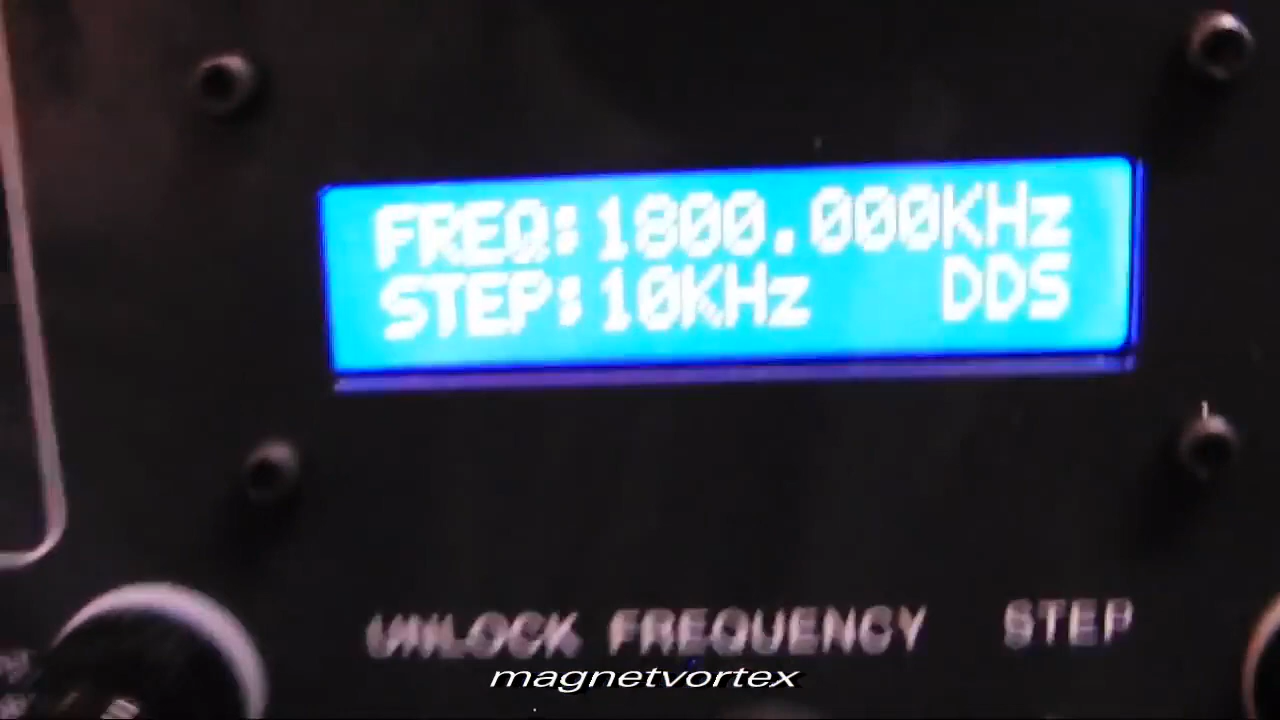 FREQ:1800.000KHz
STEP:10KHz DDS
UNLOCK FREQUENCY STEP
magnetvortex